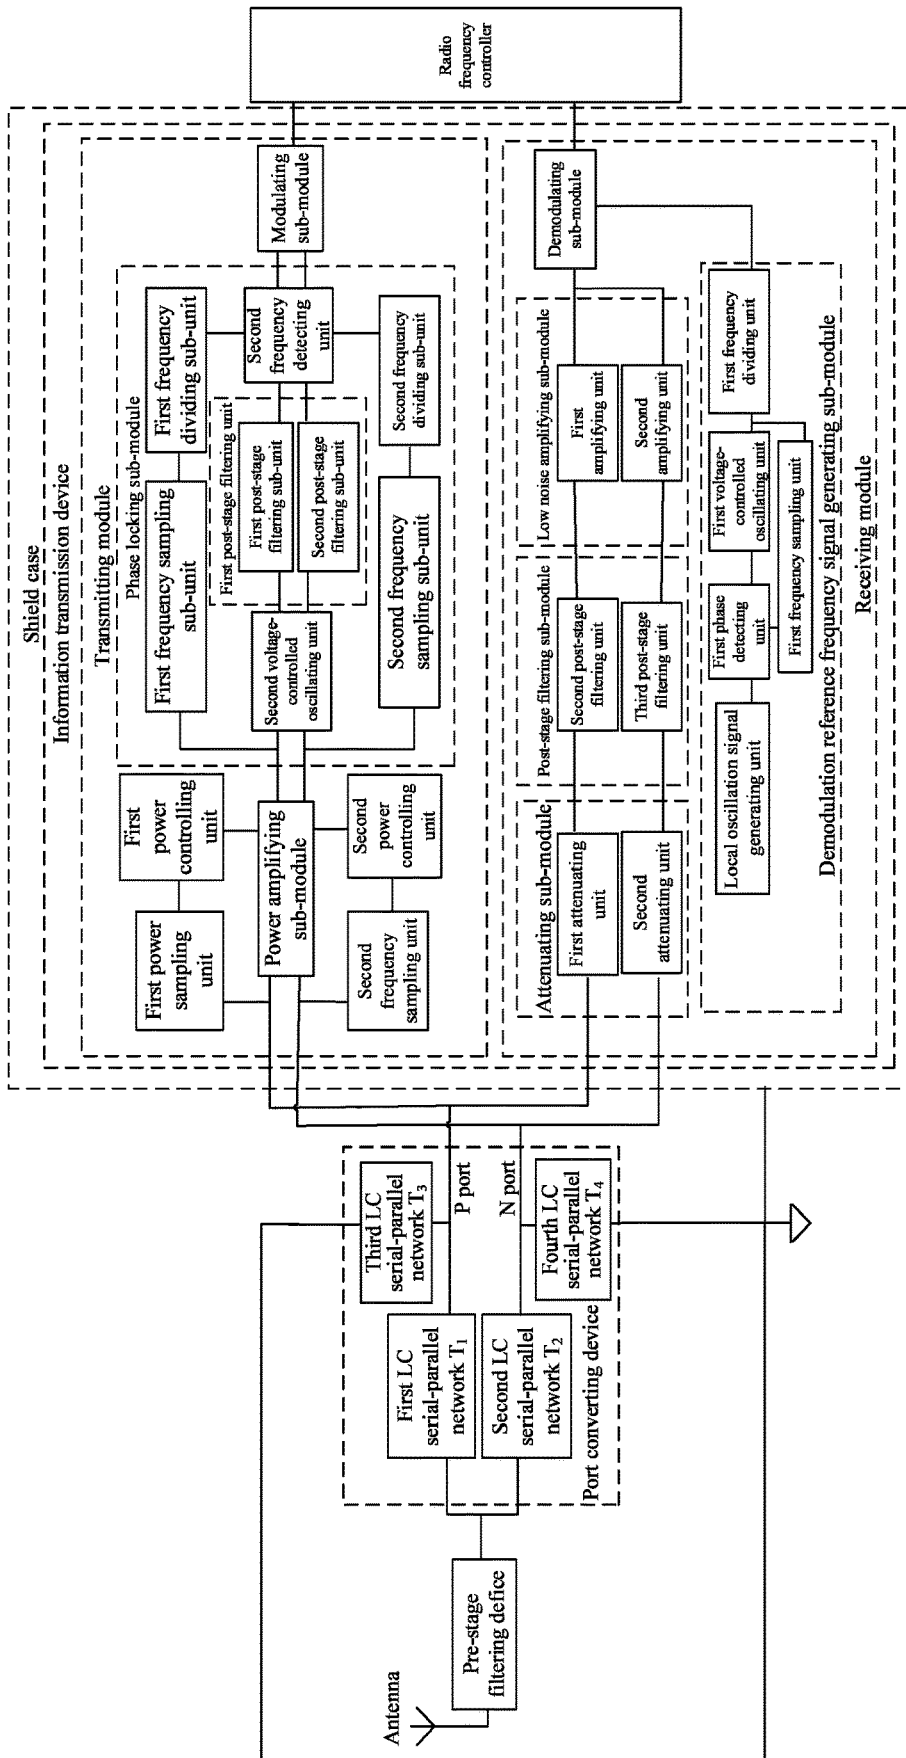 Radio
frequency
controller
Shield case
Information transmission device
Transmitting module
Modulating
sub-module
Phase locking sub-module
First frequency
dividing sub-unit
Second
frequency
detecting
unit
Second frequency
dividing sub-unit
First frequency sampling
sub-unit
First post-stage filtering unit
First post-stage
filtering sub-unit
Second post-stage
filtering sub-unit
Second voltage-
controlled
oscillating unit
Second frequency
sampling sub-unit
First
power
controlling
unit
Power amplifying
sub-module
Second
power
controlling
unit
First power
sampling
unit
Second
frequency
sampling unit
Demodulating
sub-module
Low noise amplifying sub-module
First
amplifying unit
Second
amplifying unit
Post-stage filtering sub-module
Second post-stage
filtering unit
Third post-stage
filtering unit
Attenuating sub-module
First attenuating
unit
Second
attenuating unit
First frequency
dividing unit
First voltage-
controlled
oscillating unit
First frequency sampling unit
First phase
detecting
unit
Local oscillation signal
generating unit
Demodulation reference frequency signal generating sub-module
Receiving module
Third LC
serial-parallel
network T3
P port
N port
Fourth LC
serial-parallel
network T4
First LC
serial-parallel
network T1
Second LC
serial-parallel
network T2
Port converting device
Pre-stage
filtering defice
Antenna